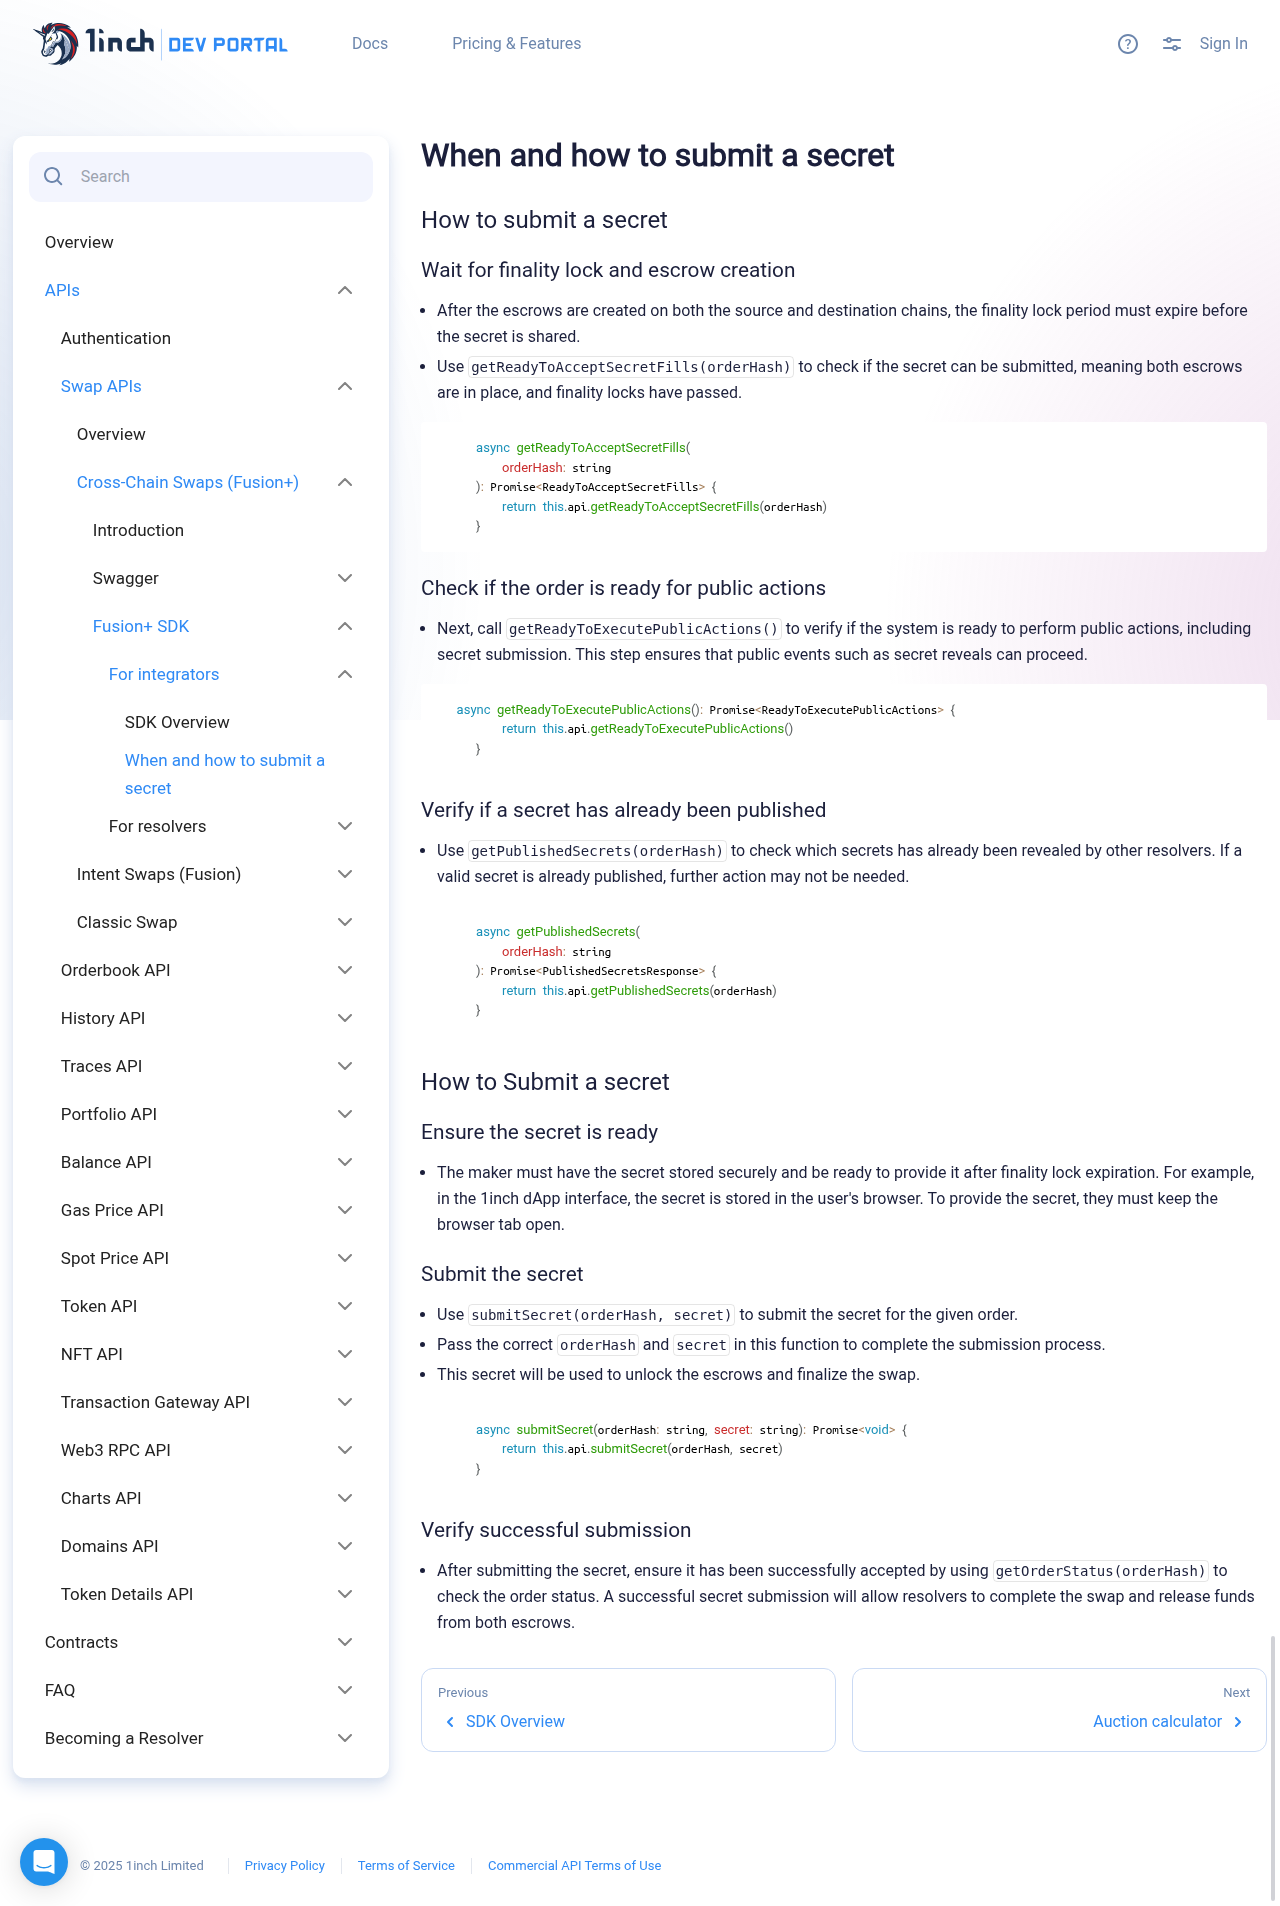 1inch DEV PORTAL
Docs
Pricing & Features
Sign In
Search
Overview
APIs
Authentication
Swap APIs
Overview
Cross-Chain Swaps (Fusion+)
Introduction
Swagger
Fusion+ SDK
For integrators
SDK Overview
When and how to submit a
secret
For resolvers
Intent Swaps (Fusion)
Classic Swap
Orderbook API
History API
Traces API
Portfolio API
Balance API
Gas Price API
Spot Price API
Token API
NFT API
Transaction Gateway API
Web3 RPC API
Charts API
Domains API
Token Details API
Contracts
FAQ
Becoming a Resolver
When and how to submit a secret
How to submit a secret
Wait for finality lock and escrow creation
After the escrows are created on both the source and destination chains, the finality lock period must expire before
the secret is shared.
Use getReadyToAcceptSecretFills(orderHash) to check if the secret can be submitted, meaning both escrows
are in place, and finality locks have passed.
async getReadyToAcceptSecretFills(
orderHash: string
): Promise<ReadyToAcceptSecretFills> {
return this.api.getReadyToAcceptSecretFills(orderHash)
}
Check if the order is ready for public actions
Next, call getReadyToExecutePublicActions() to verify if the system is ready to perform public actions, including
secret submission. This step ensures that public events such as secret reveals can proceed.
async getReadyToExecutePublicActions(): Promise<ReadyToExecutePublicActions> {
return this.api.getReadyToExecutePublicActions()
}
Verify if a secret has already been published
Use getPublishedSecrets(orderHash) to check which secrets has already been revealed by other resolvers. If a
valid secret is already published, further action may not be needed.
async getPublishedSecrets(
orderHash: string
): Promise<PublishedSecretsResponse> {
return this.api.getPublishedSecrets(orderHash)
}
How to Submit a secret
Ensure the secret is ready
The maker must have the secret stored securely and be ready to provide it after finality lock expiration. For example,
in the 1inch dApp interface, the secret is stored in the user's browser. To provide the secret, they must keep the
browser tab open.
Submit the secret
Use submitSecret(orderHash, secret) to submit the secret for the given order.
Pass the correct orderHash and secret in this function to complete the submission process.
This secret will be used to unlock the escrows and finalize the swap.
async submitSecret(orderHash: string, secret: string): Promise<void> {
return this.api.submitSecret(orderHash, secret)
}
Verify successful submission
After submitting the secret, ensure it has been successfully accepted by using getOrderStatus(orderHash) to
check the order status. A successful secret submission will allow resolvers to complete the swap and release funds
from both escrows.
Previous
SDK Overview
Next
Auction calculator
© 2025 1inch Limited
Privacy Policy
Terms of Service
Commercial API Terms of Use